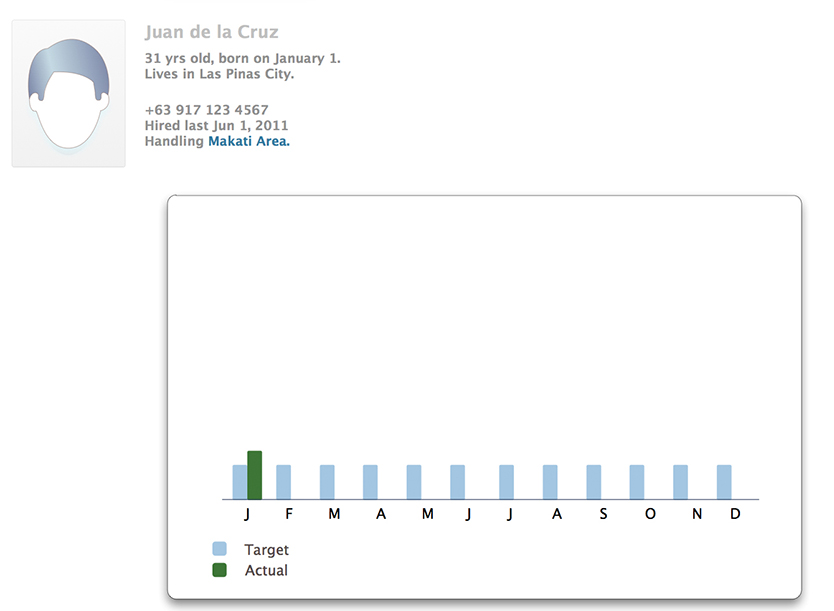 Juan de la Cruz
31 yrs old, born on January 1.
Lives in Las Pinas City.
+63 917 123 4567
Hired last Jun 1, 2011
Handling Makati Area.
J F M A M J J A S O N D
Target
Actual